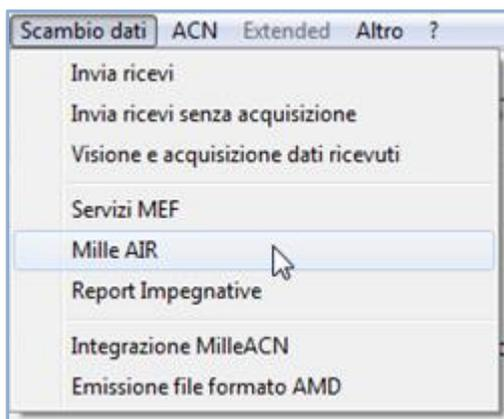 Scambio dati ACN Extended Altro ?
Invia ricevi
Invia ricevi senza acquisizione
Visione e acquisizione dati ricevuti
Servizi MEF
Mille AIR
Report Impegnative
Integrazione MilleACN
Emissione file formato AMD